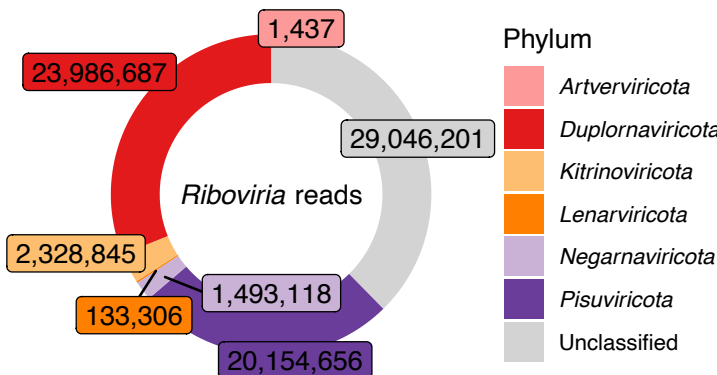 1,437
23,986,687
29,046,201
Riboviria reads
2,328,845
1,493,118
133,306
20,154,656
Phylum
Artverviricota
Duplornaviricota
Kitrinoviricota
Lenarviricota
Negarnaviricota
Pisuviricota
Unclassified